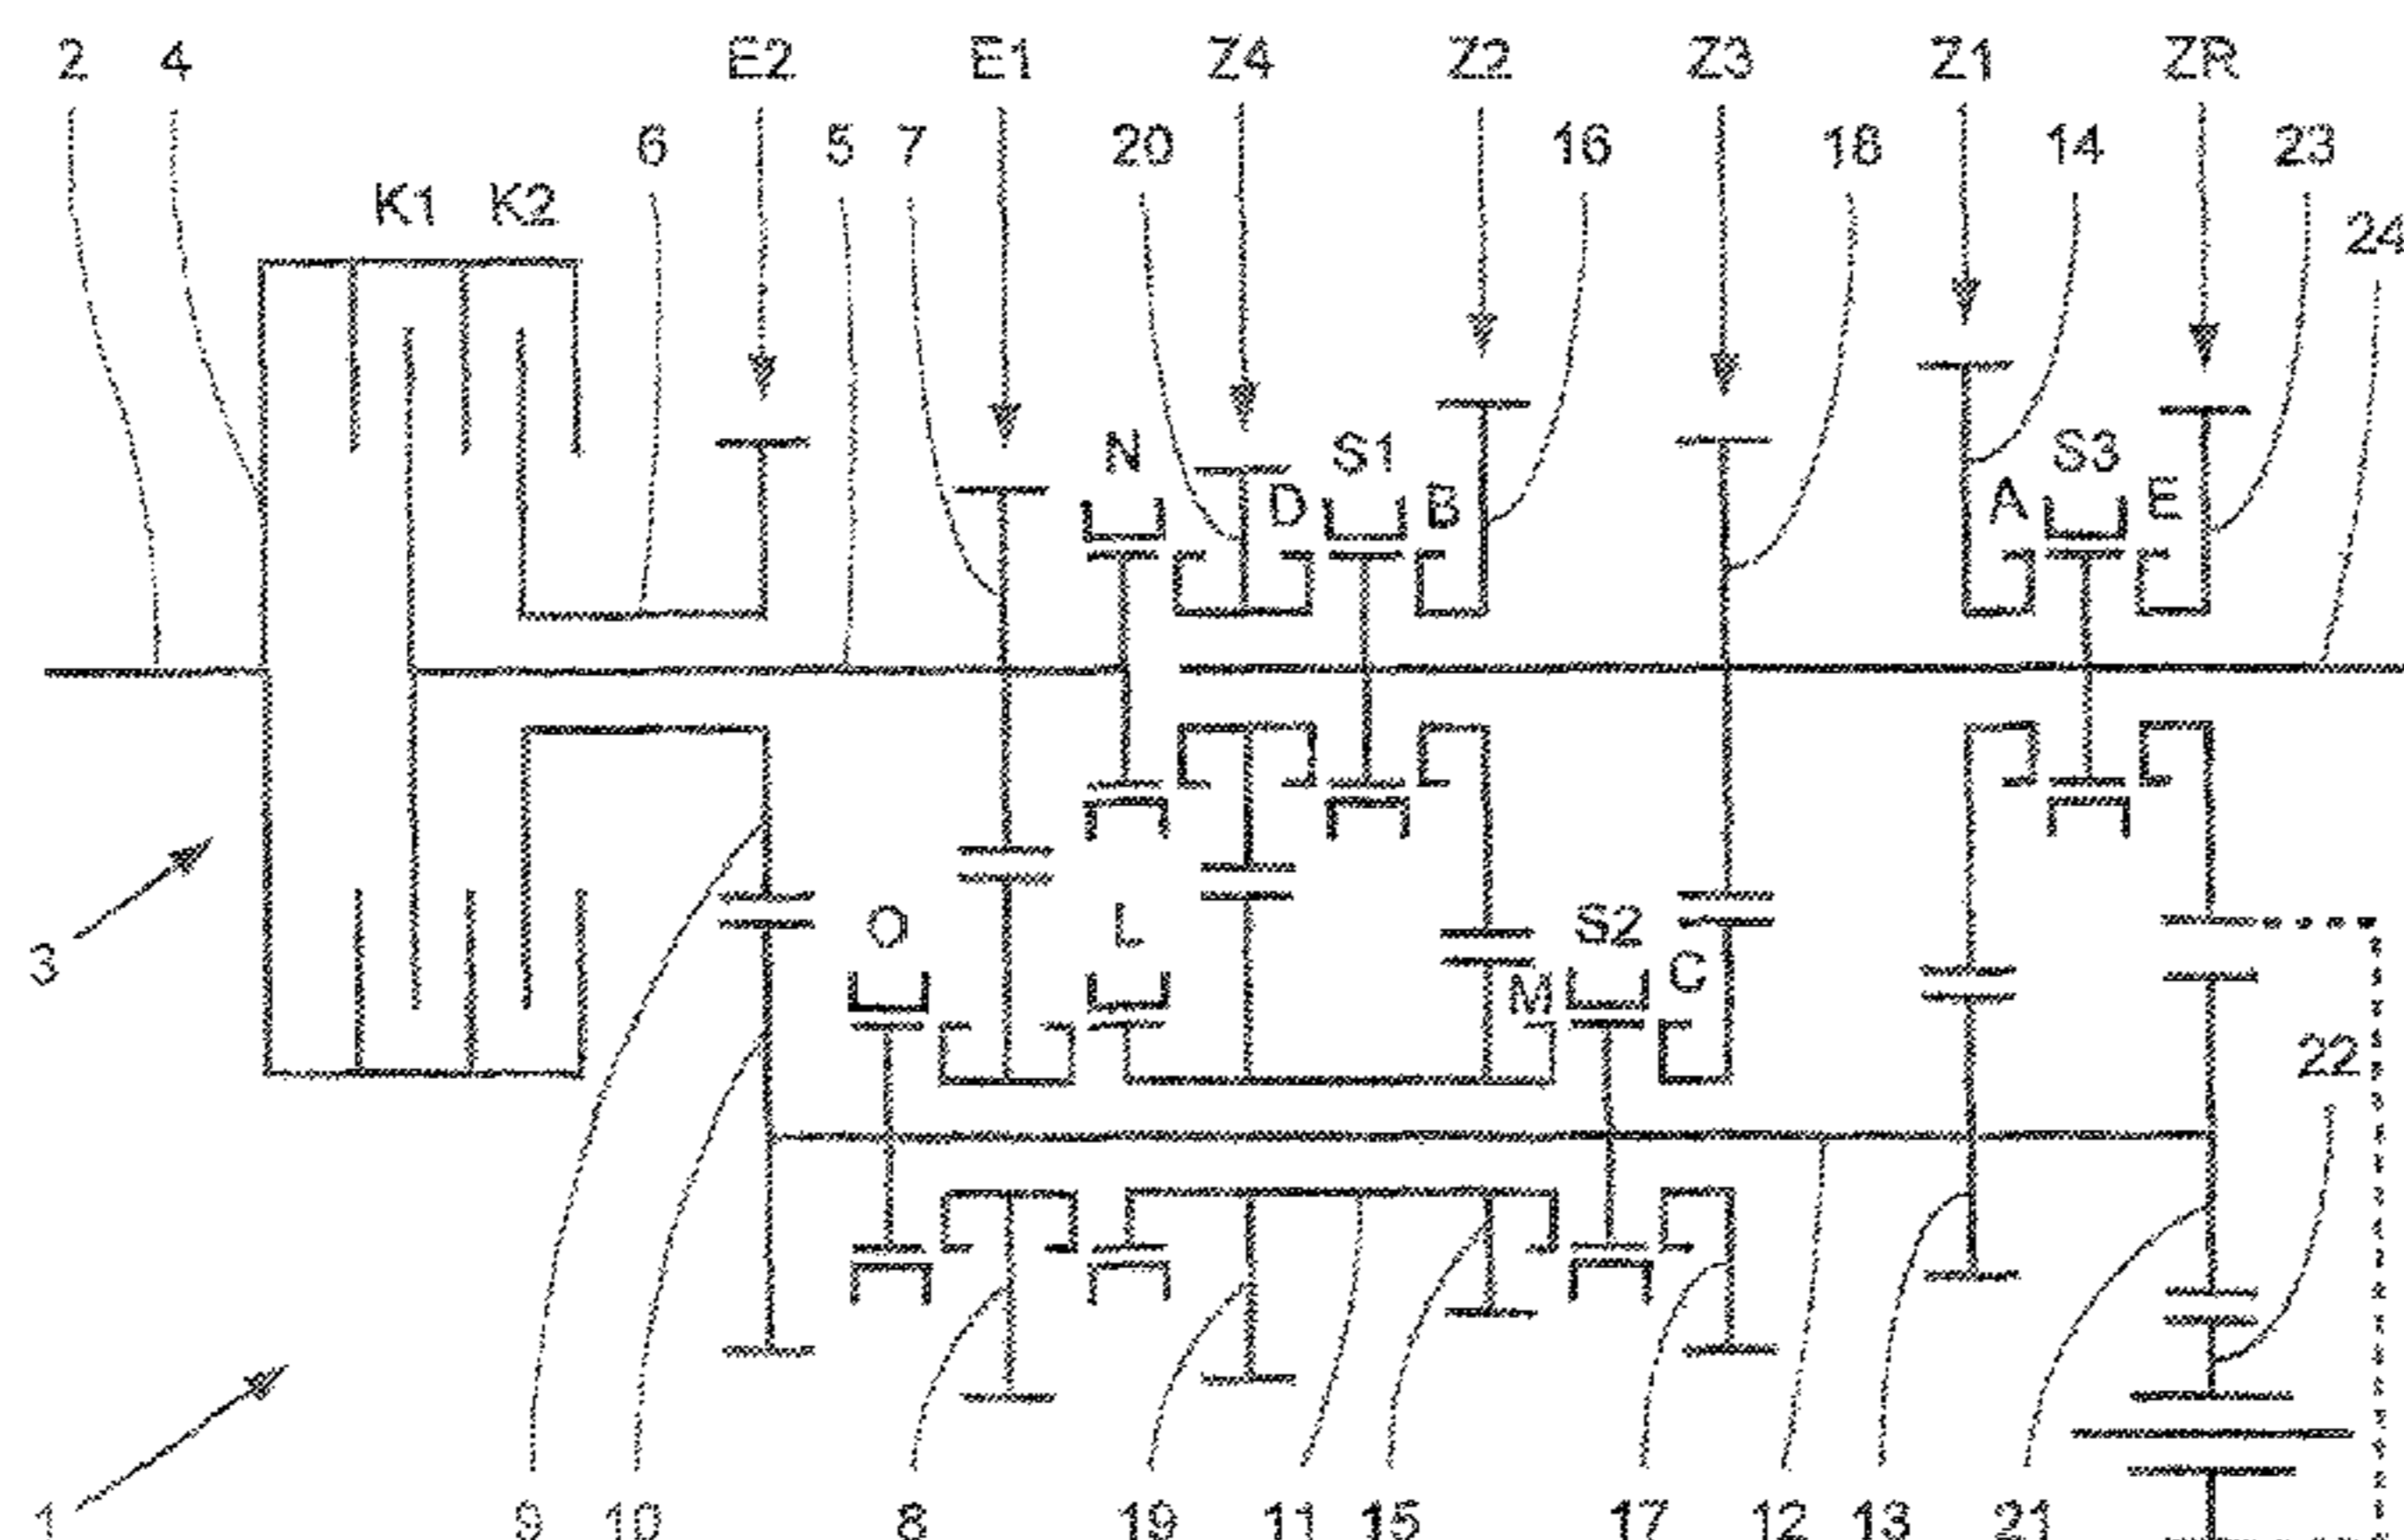 2 4 E2 E1 Z4 Z2 Z3 Z1 ZR
6 5 7 20 16 18 14 23
K1 K2 24
N S1 S3
D B A E
O L S2
3 M C
22
1 9 10 8 19 11 15 17 12 13 21